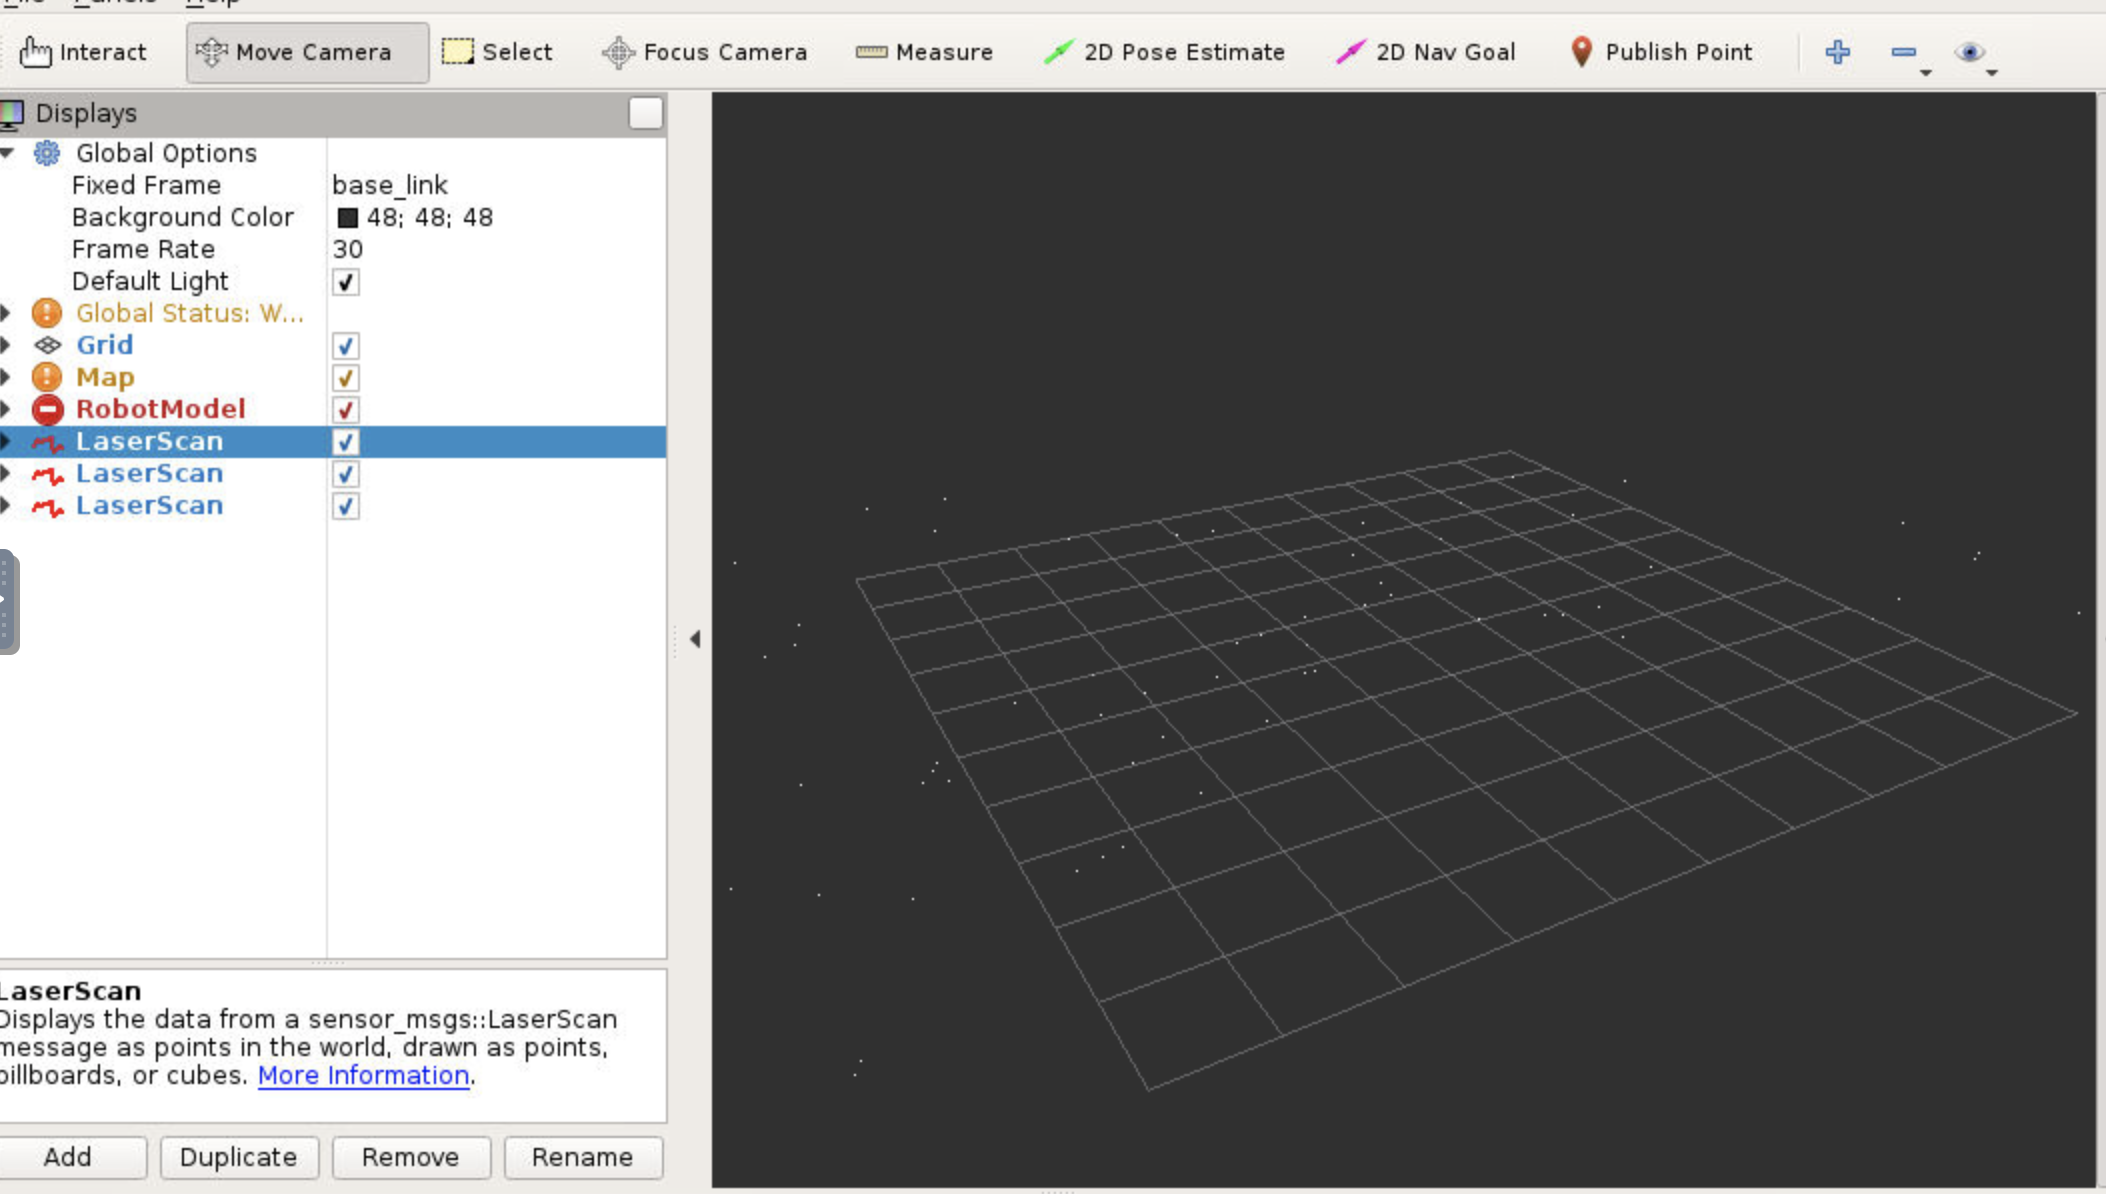 File Panels Help
Interact Move Camera Select Focus Camera Measure 2D Pose Estimate 2D Nav Goal Publish Point
Displays
Global Options
Fixed Frame base_link
Background Color 48; 48; 48
Frame Rate 30
Default Light
Global Status: W...
Grid
Map
RobotModel
LaserScan
LaserScan
LaserScan
LaserScan
Displays the data from a sensor_msgs::LaserScan
message as points in the world, drawn as points,
billboards, or cubes. More Information.
Add Duplicate Remove Rename